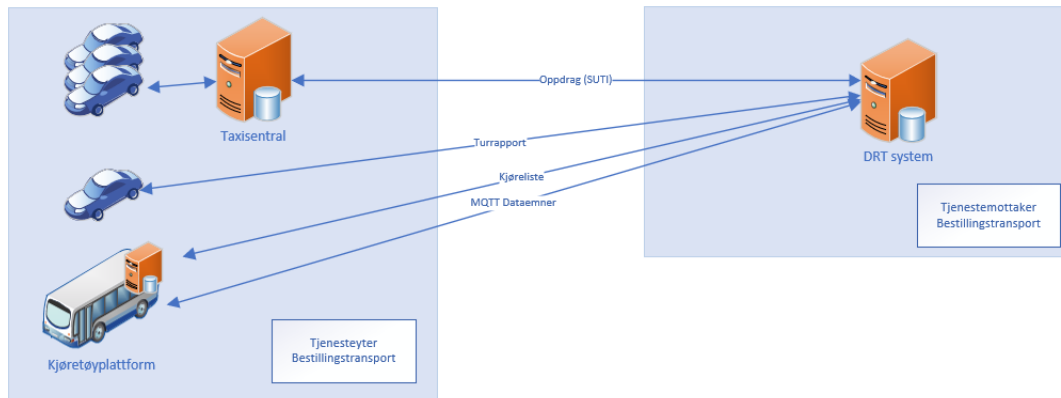 Oppdrag (SUTI)
Taxisentral
Turrapport
DRT system
Kjøreliste
MQTT Dataemner
Tjenestemottaker
Bestillingstransport
Tjenesteyter
Bestillingstransport
Kjøretøyplattform